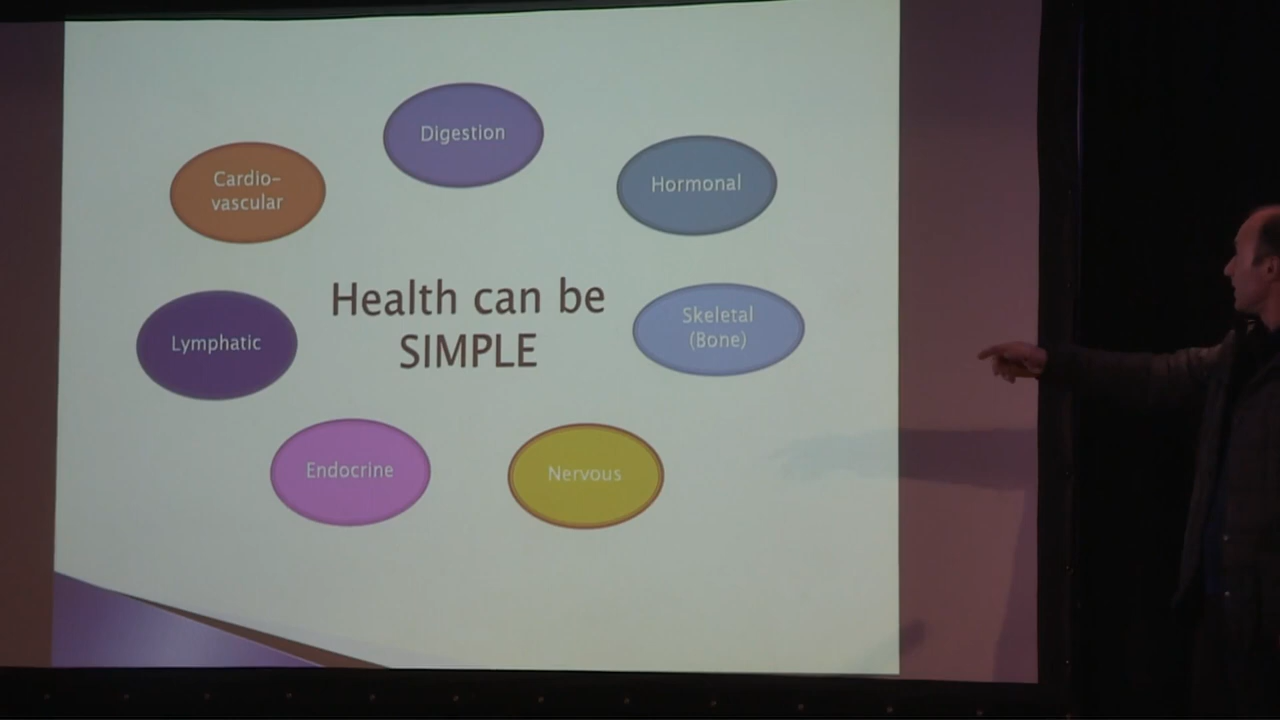 Digestion
Cardio-
vascular
Hormonal
Health can be
SIMPLE
Skeletal
(Bone)
Lymphatic
Endocrine
Nervous